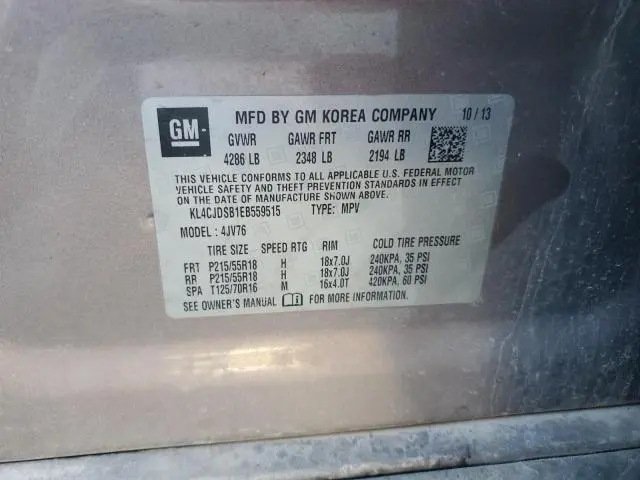 GM
MFD BY GM KOREA COMPANY 10/13
GVWR GAWR FRT GAWR RR
4286 LB 2348 LB 2194 LB
THIS VEHICLE CONFORMS TO ALL APPLICABLE U.S. FEDERAL MOTOR
VEHICLE SAFETY AND THEFT PREVENTION STANDARDS IN EFFECT
ON THE DATE OF MANUFACTURE SHOWN ABOVE.
KL4CJDSB1EB559515 TYPE: MPV
MODEL: 4JV76
TIRE SIZE SPEED RTG RIM COLD TIRE PRESSURE
FRT P215/55R18 H 18x7.0J 240KPA, 35 PSI
RR P215/55R18 H 18x7.0J 240KPA, 35 PSI
SPA T125/70R16 M 16x4.0T 420KPA, 60 PSI
SEE OWNER'S MANUAL FOR MORE INFORMATION.